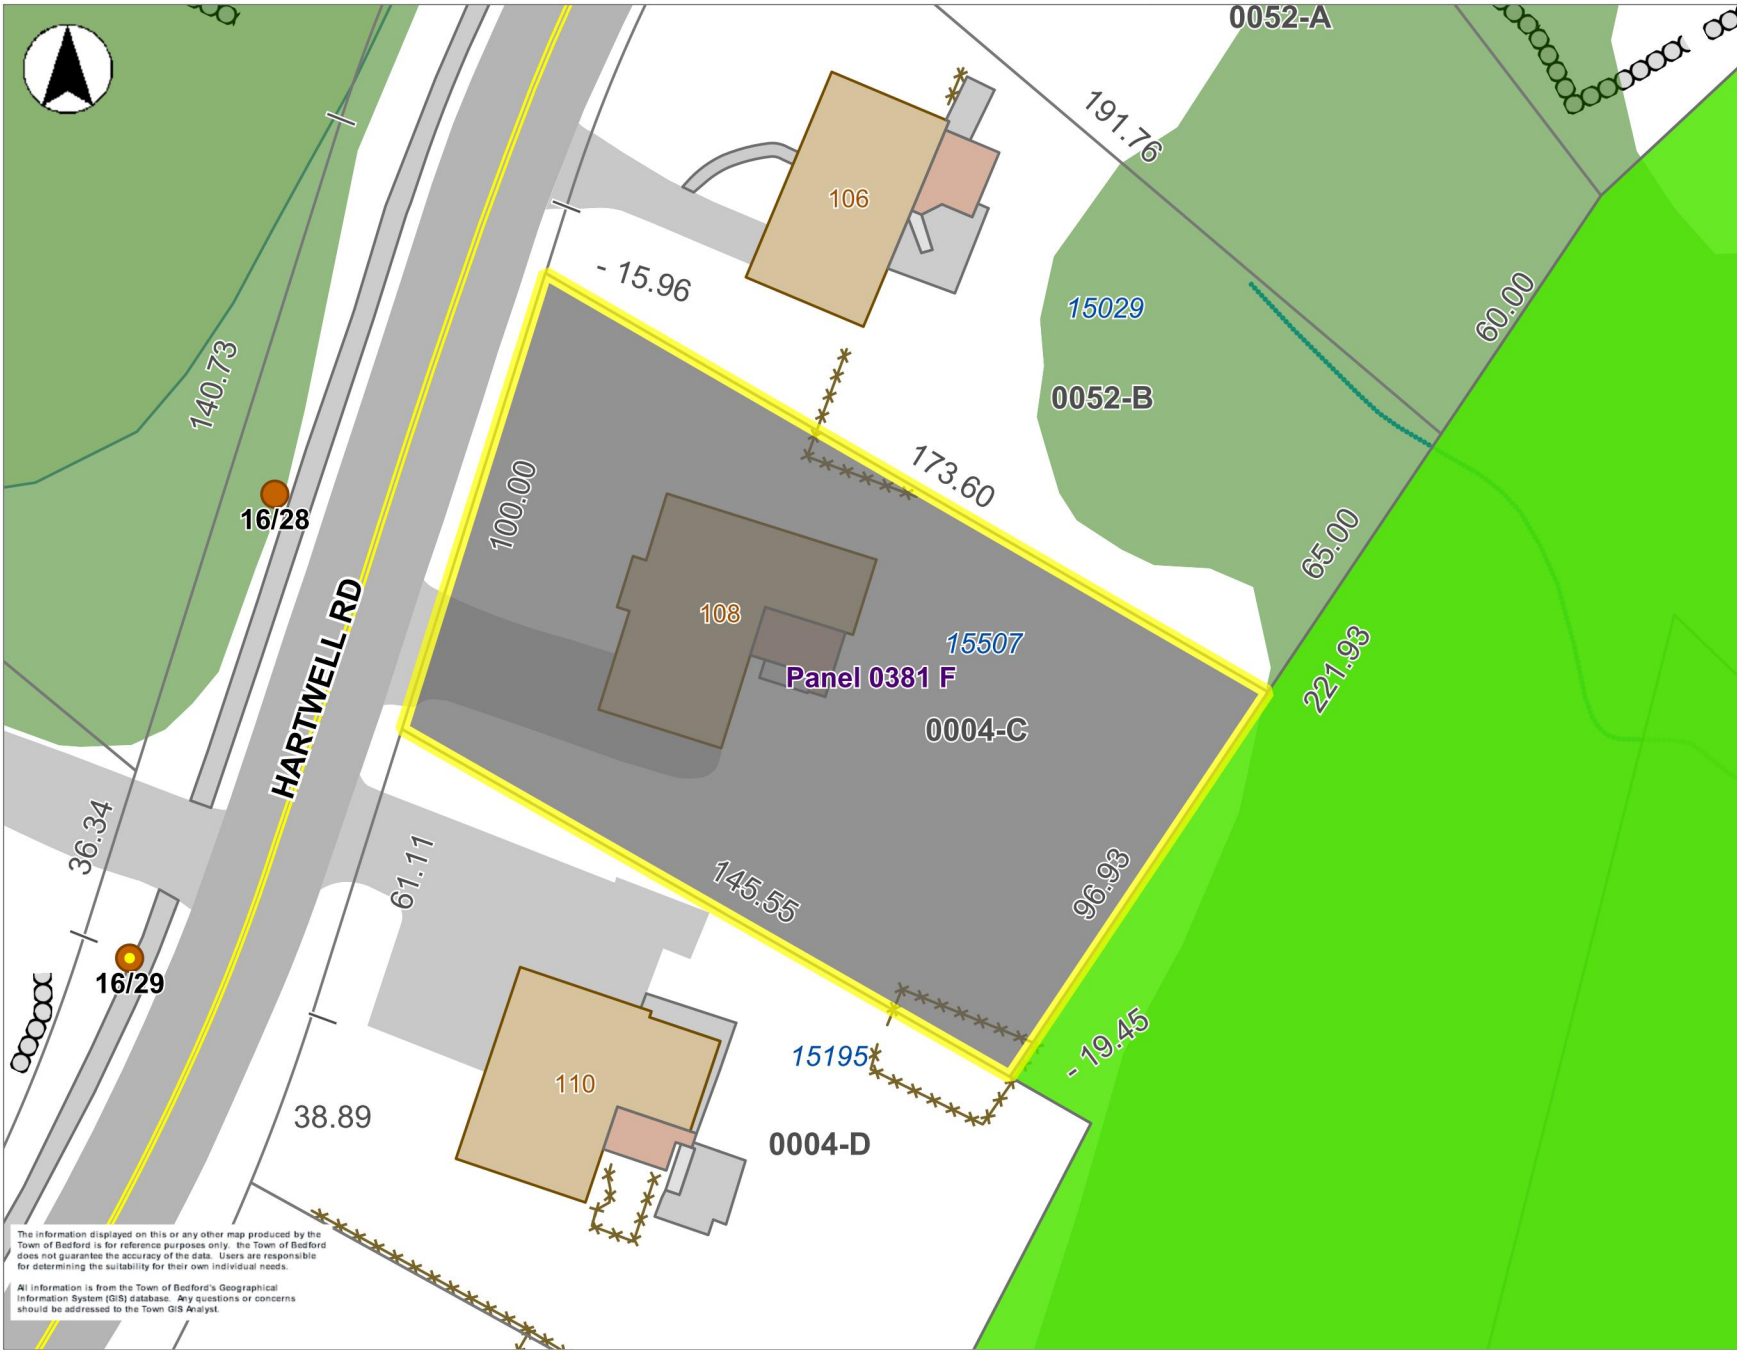 0052-A
191.76
106
- 15.96
15029
60.00
140.73
0052-B
173.60
100.00
16/28
65.00
HARTWELL RD
108
15507
221.93
Panel 0381 F
0004-C
36.34
61.11
145.55
96.93
16/29
- 19.45
15195
110
38.89
0004-D
The information displayed on this or any other map produced by the
Town of Bedford is for reference purposes only. the Town of Bedford
does not guarantee the accuracy of the data. Users are responsible
for determining the suitability for their own individual needs.
All information is from the Town of Bedford's Geographical
Information System (GIS) database. Any questions or concerns
should be addressed to the Town GIS Analyst.